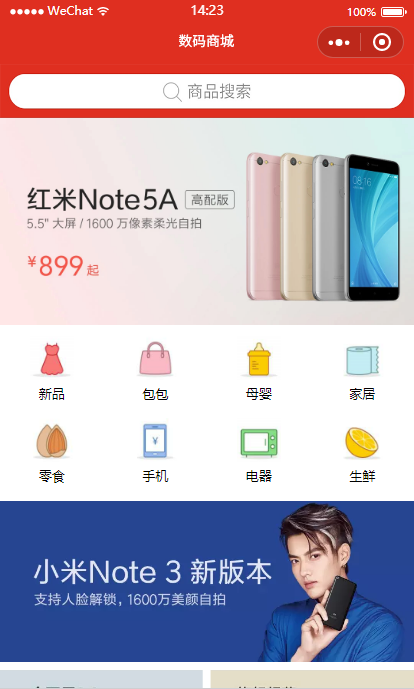 WeChat 14:23 100%
数码商城
商品搜索
红米Note5A 高配版
5.5" 大屏 / 1600 万像素柔光自拍
¥899起
新品 包包 母婴 家居
¥
零食 手机 电器 生鲜
小米Note 3 新版本
支持人脸解锁，1600万美颜自拍